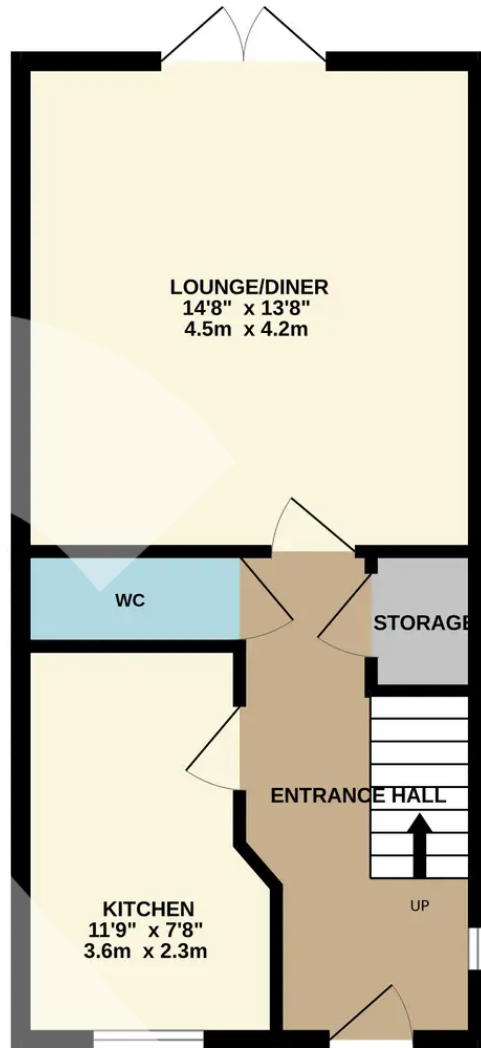 LOUNGE/DINER
14'8" x 13'8"
4.5m x 4.2m
WC
STORAGE
ENTRANCE HALL
UP
KITCHEN
11'9" x 7'8"
3.6m x 2.3m